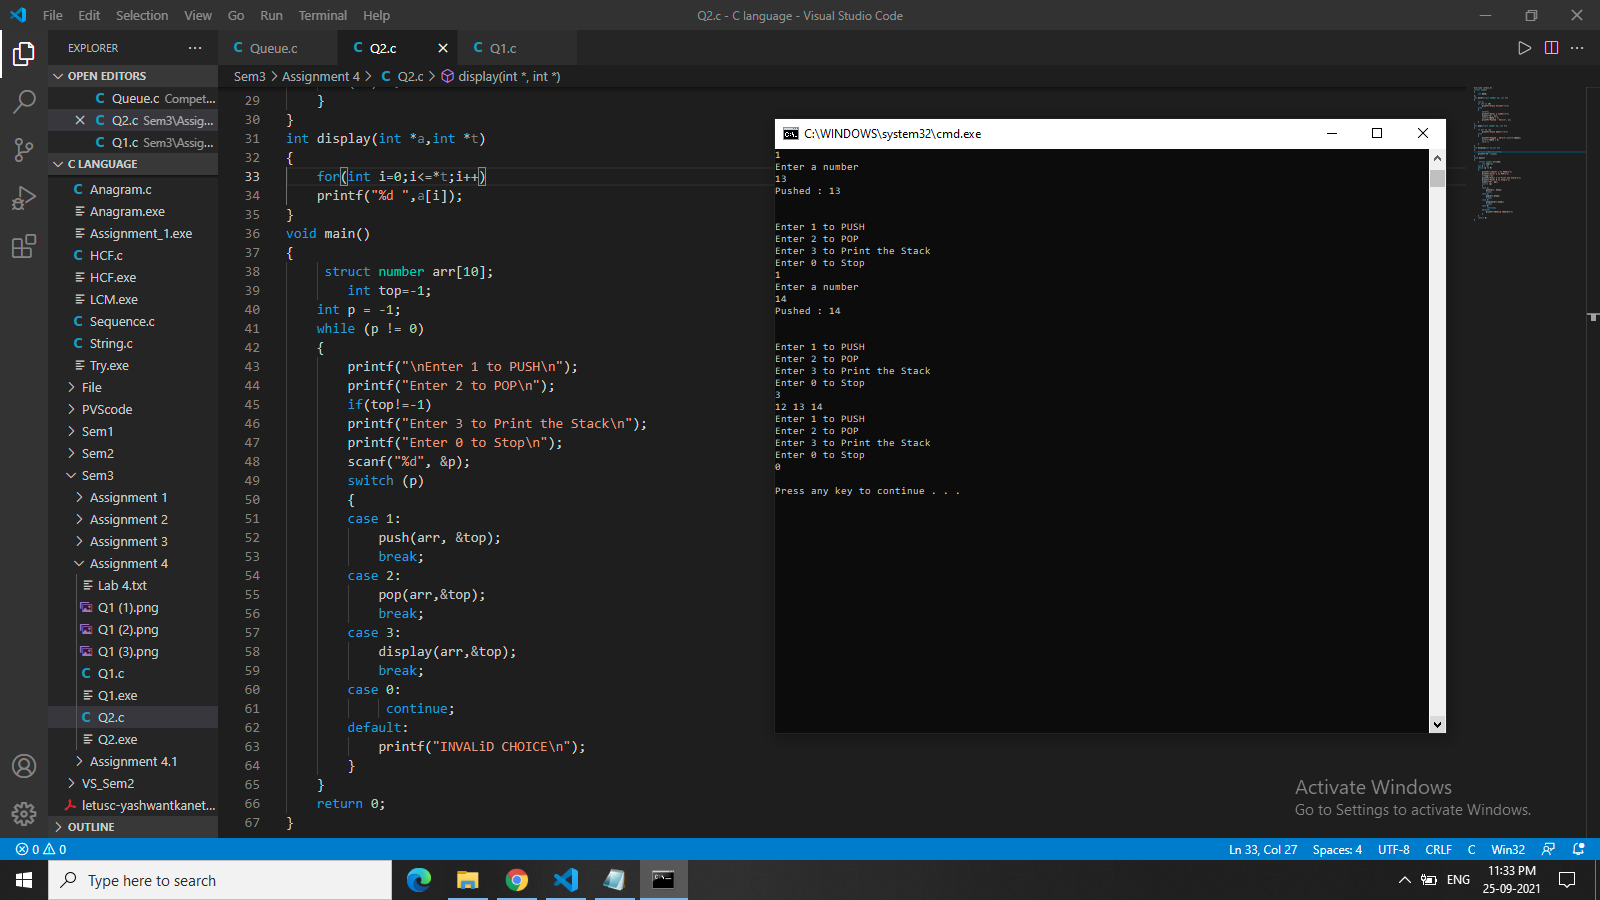 File Edit Selection View Go Run Terminal Help
Q2.c - C language - Visual Studio Code
EXPLORER
OPEN EDITORS
C Queue.c Compet...
C Q2.c Sem3\Assig...
C Q1.c Sem3\Assig...
C LANGUAGE
C Anagram.c
Anagram.exe
Assignment_1.exe
C HCF.c
HCF.exe
LCM.exe
C Sequence.c
C String.c
Try.exe
File
PVScode
Sem1
Sem2
Sem3
Assignment 1
Assignment 2
Assignment 3
Assignment 4
Lab 4.txt
Q1 (1).png
Q1 (2).png
Q1 (3).png
C Q1.c
Q1.exe
C Q2.c
Q2.exe
Assignment 4.1
VS_Sem2
letusc-yashwantkanet...
OUTLINE
C Queue.c C Q2.c C Q1.c
Sem3 > Assignment 4 > C Q2.c > display(int *, int *)
29 }
30 }
31 int display(int *a,int *t)
32 {
33 for(int i=0;i<=*t;i++)
34 printf("%d ",a[i]);
35 }
36 void main()
37 {
38 struct number arr[10];
39 int top=-1;
40 int p = -1;
41 while (p != 0)
42 {
43 printf("\nEnter 1 to PUSH\n");
44 printf("Enter 2 to POP\n");
45 if(top!=-1)
46 printf("Enter 3 to Print the Stack\n");
47 printf("Enter 0 to Stop\n");
48 scanf("%d", &p);
49 switch (p)
50 {
51 case 1:
52 push(arr, &top);
53 break;
54 case 2:
55 pop(arr,&top);
56 break;
57 case 3:
58 display(arr,&top);
59 break;
60 case 0:
61 continue;
62 default:
63 printf("INVALiD CHOICE\n");
64 }
65 }
66 return 0;
67 }
C:\WINDOWS\system32\cmd.exe
1
Enter a number
13
Pushed : 13
Enter 1 to PUSH
Enter 2 to POP
Enter 3 to Print the Stack
Enter 0 to Stop
1
Enter a number
14
Pushed : 14
Enter 1 to PUSH
Enter 2 to POP
Enter 3 to Print the Stack
Enter 0 to Stop
3
12 13 14
Enter 1 to PUSH
Enter 2 to POP
Enter 3 to Print the Stack
Enter 0 to Stop
0
Press any key to continue . . .
Activate Windows
Go to Settings to activate Windows.
0 0
Ln 33, Col 27 Spaces: 4 UTF-8 CRLF C Win32
Type here to search
ENG
11:33 PM
25-09-2021